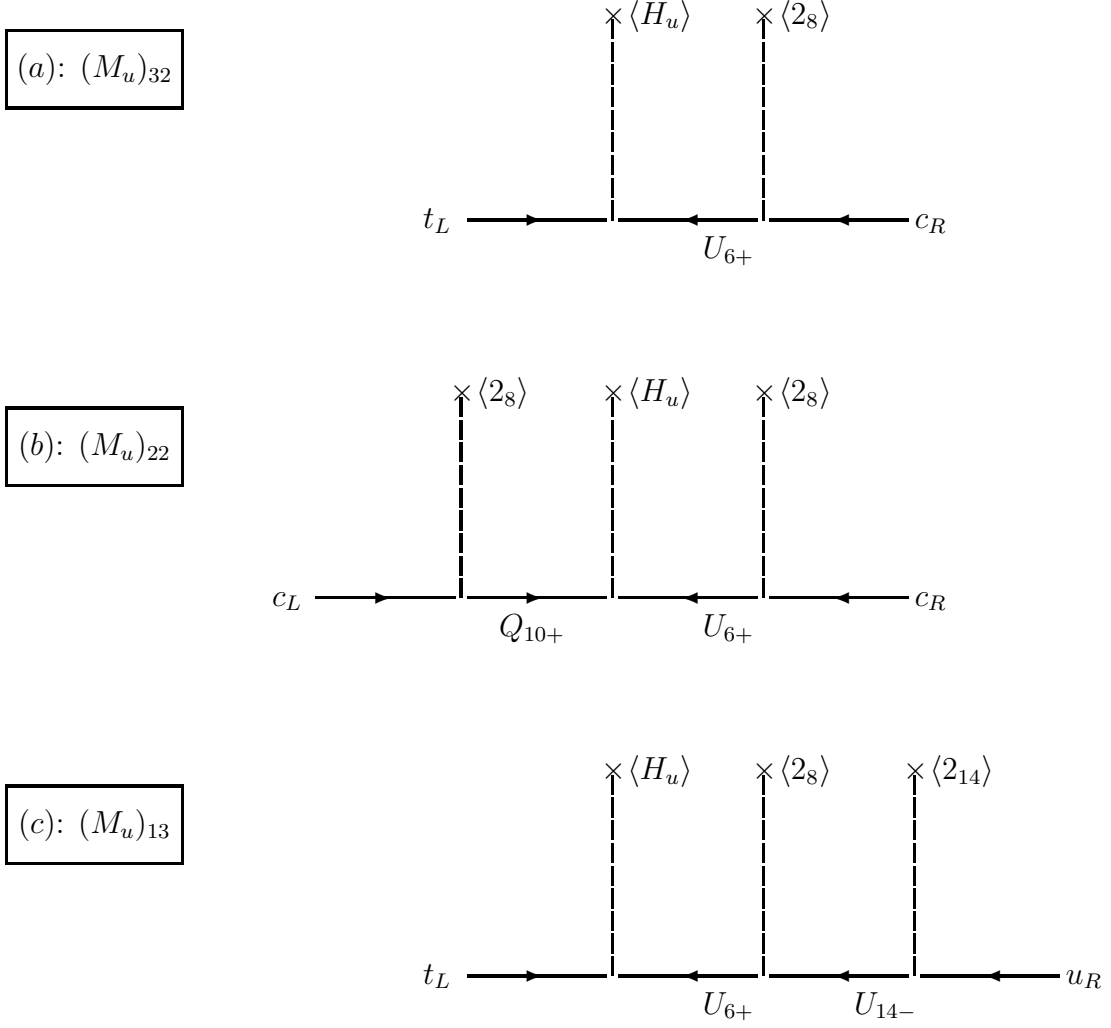 (a): (M_u)_{32}
× ⟨H_u⟩ × ⟨2_8⟩
t_L c_R
U_{6+}
(b): (M_u)_{22}
× ⟨2_8⟩ × ⟨H_u⟩ × ⟨2_8⟩
c_L c_R
Q_{10+} U_{6+}
(c): (M_u)_{13}
× ⟨H_u⟩ × ⟨2_8⟩ × ⟨2_{14}⟩
t_L u_R
U_{6+} U_{14−}